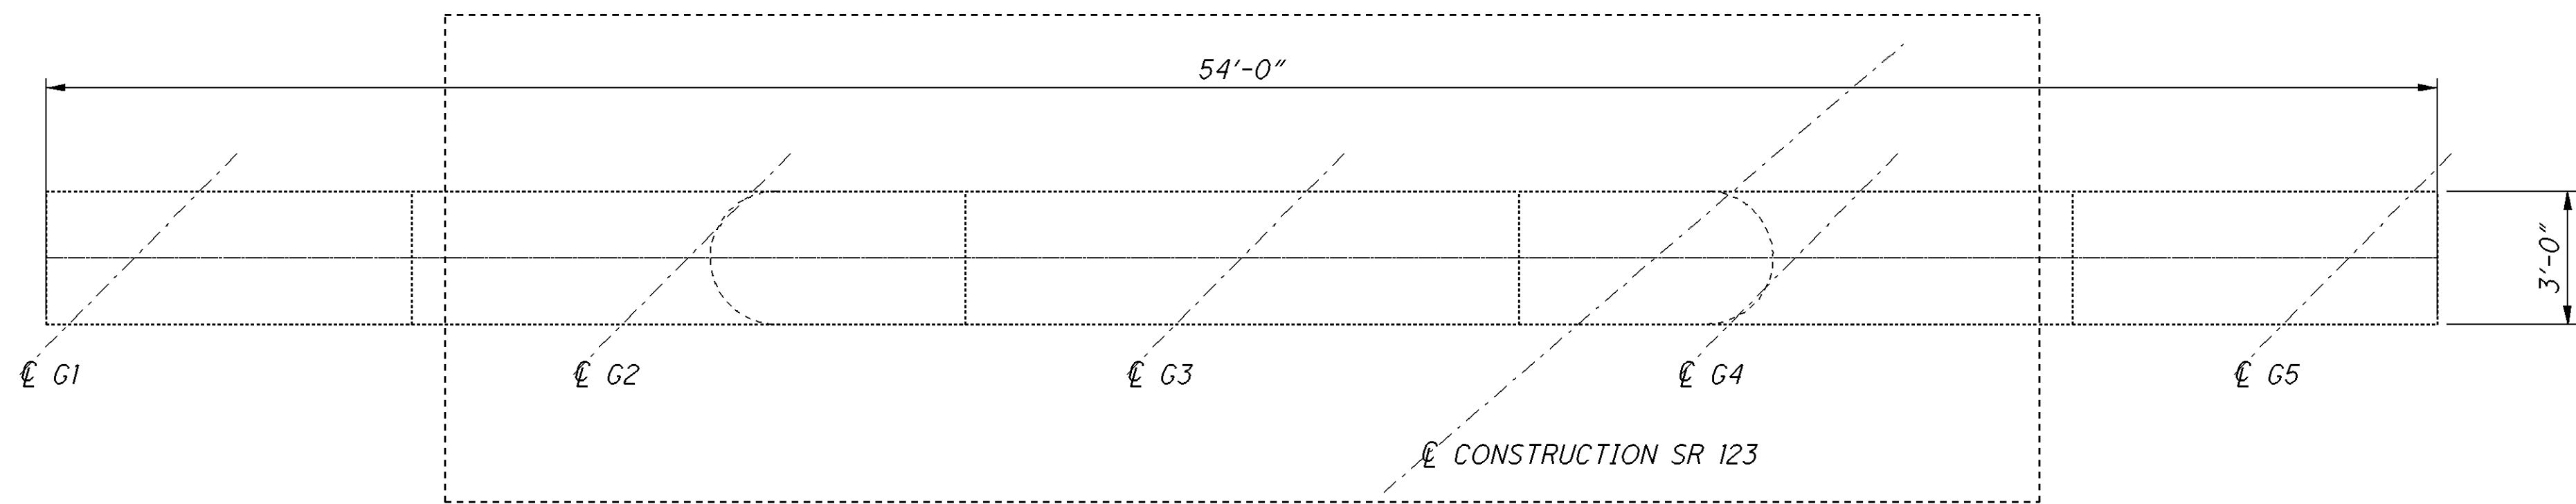 54'-0"
3'-0"
℄ G1
℄ G2
℄ G3
℄ G4
℄ G5
℄ CONSTRUCTION SR 123